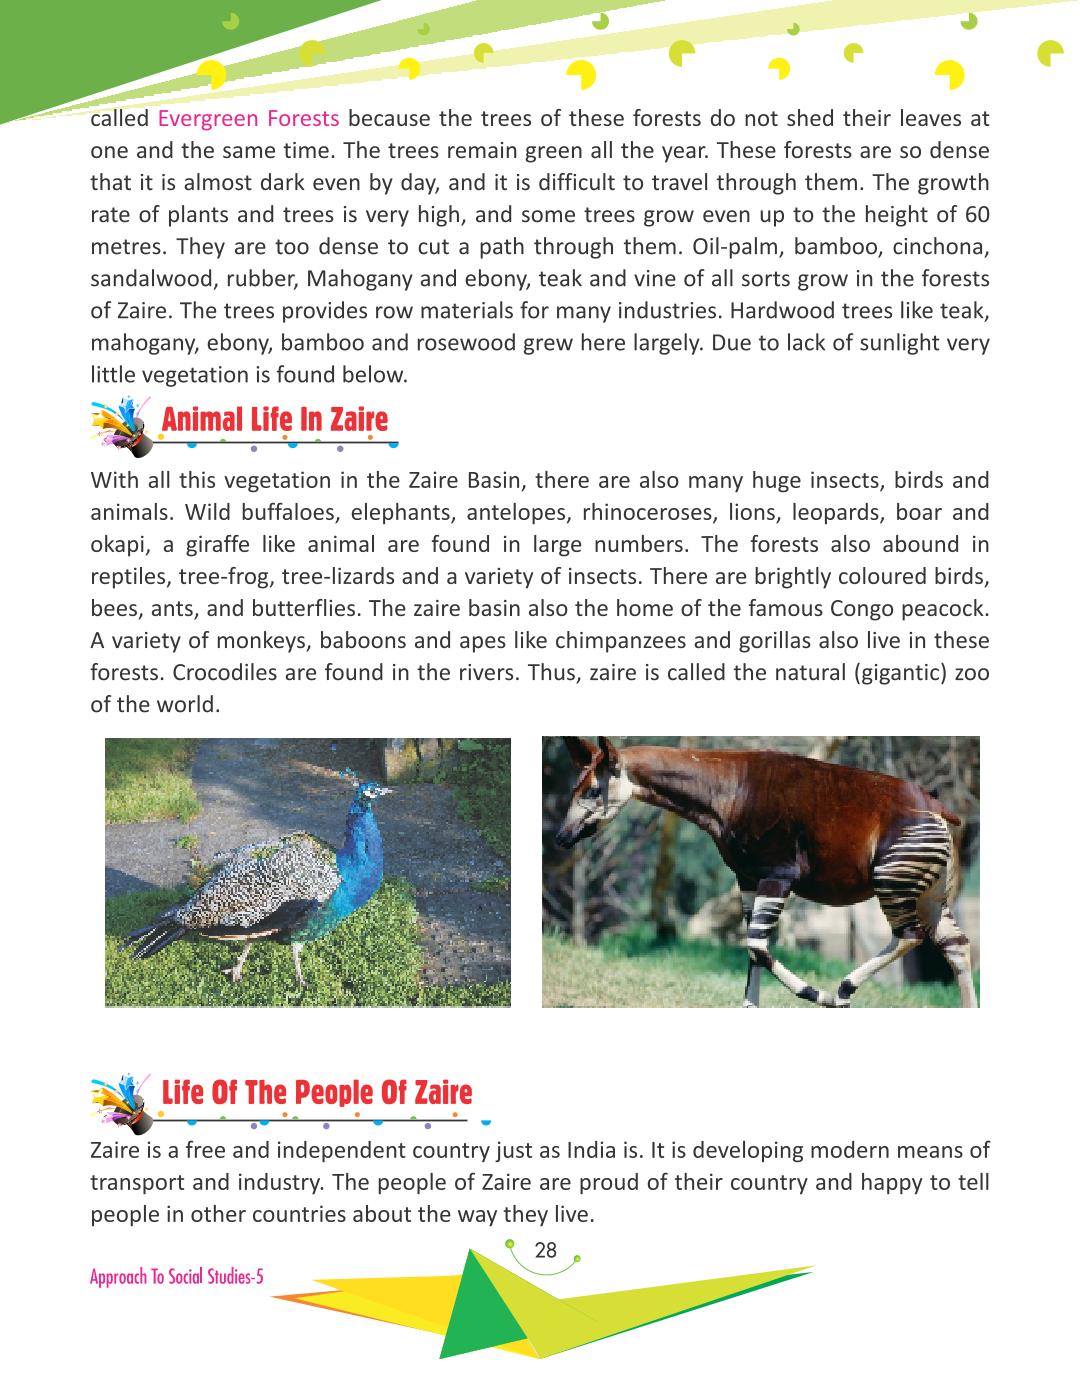 called Evergreen Forests because the trees of these forests do not shed their leaves at
one and the same time. The trees remain green all the year. These forests are so dense
that it is almost dark even by day, and it is difficult to travel through them. The growth
rate of plants and trees is very high, and some trees grow even up to the height of 60
metres. They are too dense to cut a path through them. Oil-palm, bamboo, cinchona,
sandalwood, rubber, Mahogany and ebony, teak and vine of all sorts grow in the forests
of Zaire. The trees provides row materials for many industries. Hardwood trees like teak,
mahogany, ebony, bamboo and rosewood grew here largely. Due to lack of sunlight very
little vegetation is found below.
Animal Life In Zaire
With all this vegetation in the Zaire Basin, there are also many huge insects, birds and
animals. Wild buffaloes, elephants, antelopes, rhinoceroses, lions, leopards, boar and
okapi, a giraffe like animal are found in large numbers. The forests also abound in
reptiles, tree-frog, tree-lizards and a variety of insects. There are brightly coloured birds,
bees, ants, and butterflies. The zaire basin also the home of the famous Congo peacock.
A variety of monkeys, baboons and apes like chimpanzees and gorillas also live in these
forests. Crocodiles are found in the rivers. Thus, zaire is called the natural (gigantic) zoo
of the world.
Life Of The People Of Zaire
Zaire is a free and independent country just as India is. It is developing modern means of
transport and industry. The people of Zaire are proud of their country and happy to tell
people in other countries about the way they live.
28
Approach To Social Studies-5